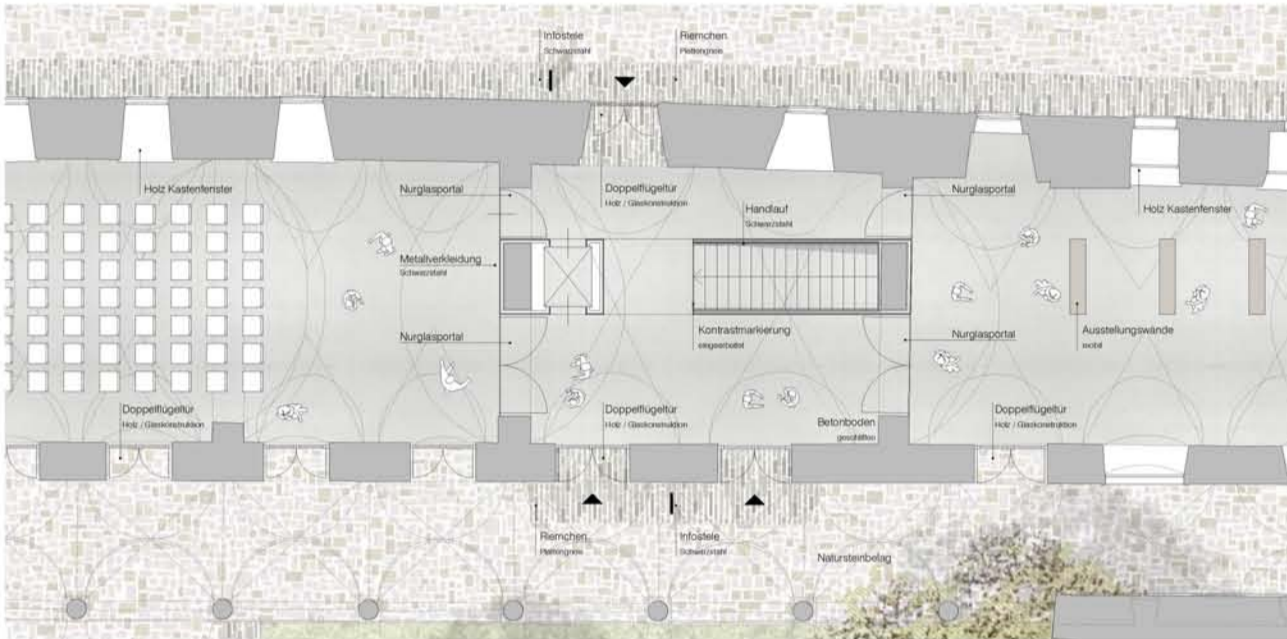 Infostele
Schwarzstahl
Riemchen
Plattengneis
Holz Kastenfenster
Nurglasportal
Doppelflügeltür
Holz / Glaskonstruktion
Nurglasportal
Holz Kastenfenster
Handlauf
Schwarzstahl
Metallverkleidung
Schwarzstahl
Nurglasportal
Kontrastmarkierung
eingearbeitet
Nurglasportal
Ausstellungswände
mobil
Doppelflügeltür
Holz / Glaskonstruktion
Doppelflügeltür
Holz / Glaskonstruktion
Betonboden
geschliffen
Doppelflügeltür
Holz / Glaskonstruktion
Riemchen
Plattengneis
Infostele
Schwarzstahl
Natursteinbelag